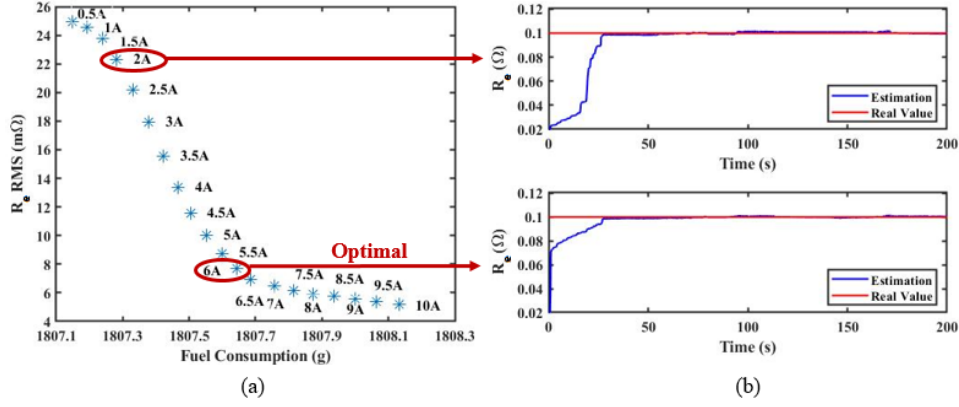 26
24
22
20
18
16
14
12
10
8
6
4
R_e RMS (mΩ)
0.5A
1A
1.5A
2A
2.5A
3A
3.5A
4A
4.5A
5A
5.5A
6A
6.5A
7A
7.5A
8A
8.5A
9A
9.5A
10A
Optimal
1807.1 1807.3 1807.5 1807.7 1807.9 1808.1 1808.3
Fuel Consumption (g)
(a)
0.12
0.1
0.08
0.06
0.04
0.02
R_e (Ω)
Estimation
Real Value
0 50 100 150 200
Time (s)
0.12
0.1
0.08
0.06
0.04
0.02
R_e (Ω)
Estimation
Real Value
0 50 100 150 200
Time (s)
(b)